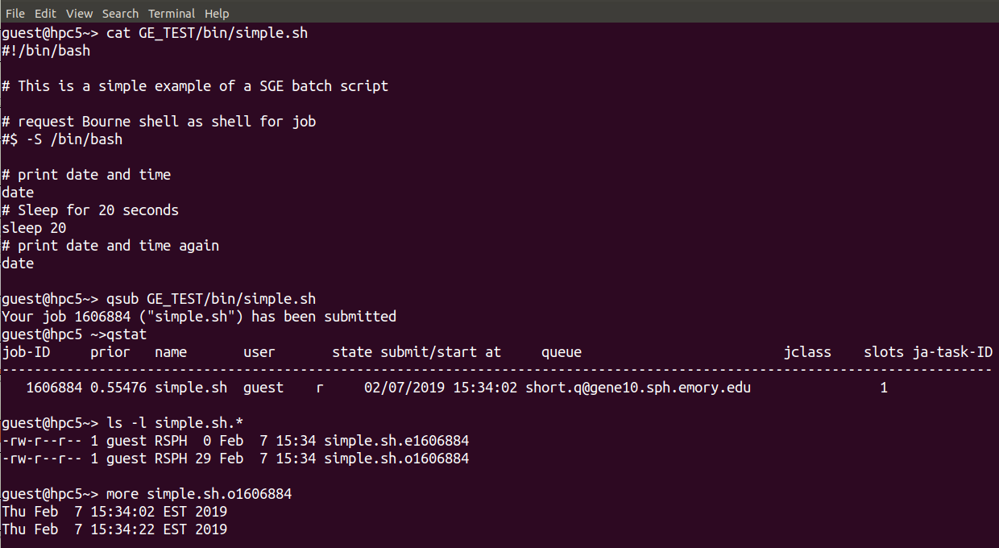 File Edit View Search Terminal Help
guest@hpc5~> cat GE_TEST/bin/simple.sh
#!/bin/bash
# This is a simple example of a SGE batch script
# request Bourne shell as shell for job
#$ -S /bin/bash
# print date and time
date
# Sleep for 20 seconds
sleep 20
# print date and time again
date
guest@hpc5~> qsub GE_TEST/bin/simple.sh
Your job 1606884 ("simple.sh") has been submitted
guest@hpc5 ~>qstat
job-ID     prior   name       user       state submit/start at     queue                         jclass    slots ja-task-ID
---------------------------------------------------------------------------------------------------------------------------
   1606884 0.55476 simple.sh  guest    r     02/07/2019 15:34:02 short.q@gene10.sph.emory.edu                1
guest@hpc5~> ls -l simple.sh.*
-rw-r--r-- 1 guest RSPH  0 Feb  7 15:34 simple.sh.e1606884
-rw-r--r-- 1 guest RSPH 29 Feb  7 15:34 simple.sh.o1606884
guest@hpc5~> more simple.sh.o1606884
Thu Feb  7 15:34:02 EST 2019
Thu Feb  7 15:34:22 EST 2019